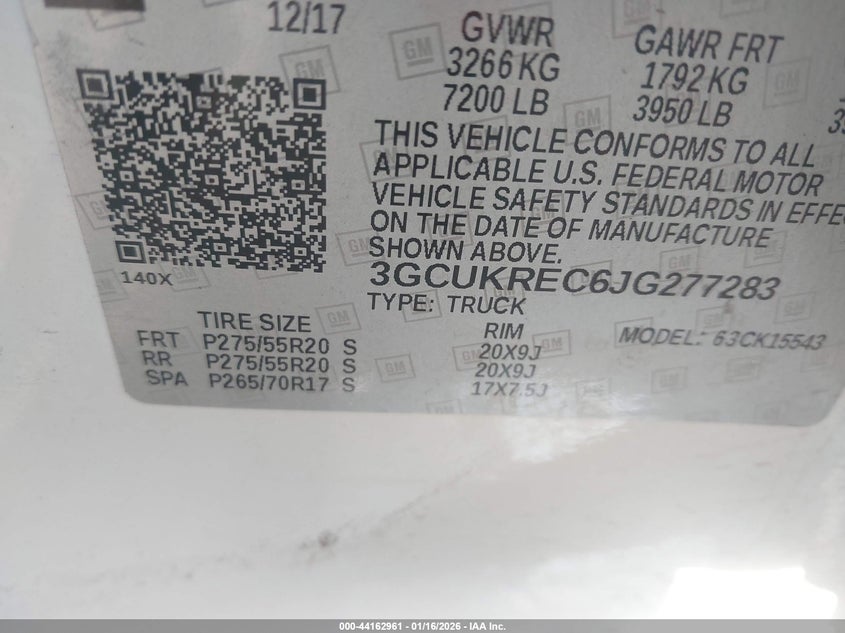 12/17
GVWR
3266 KG
7200 LB
GAWR FRT
1792 KG
3950 LB
THIS VEHICLE CONFORMS TO ALL
APPLICABLE U.S. FEDERAL MOTOR
VEHICLE SAFETY STANDARDS IN EFFE
ON THE DATE OF MANUFACTURE
SHOWN ABOVE.
3GCUKREC6JG277283
TYPE: TRUCK
140X
TIRE SIZE RIM MODEL: 63CK15543
FRT P275/55R20 S 20X9J
RR P275/55R20 S 20X9J
SPA P265/70R17 S 17X7.5J
000-44162961 - 01/16/2026 - IAA Inc.